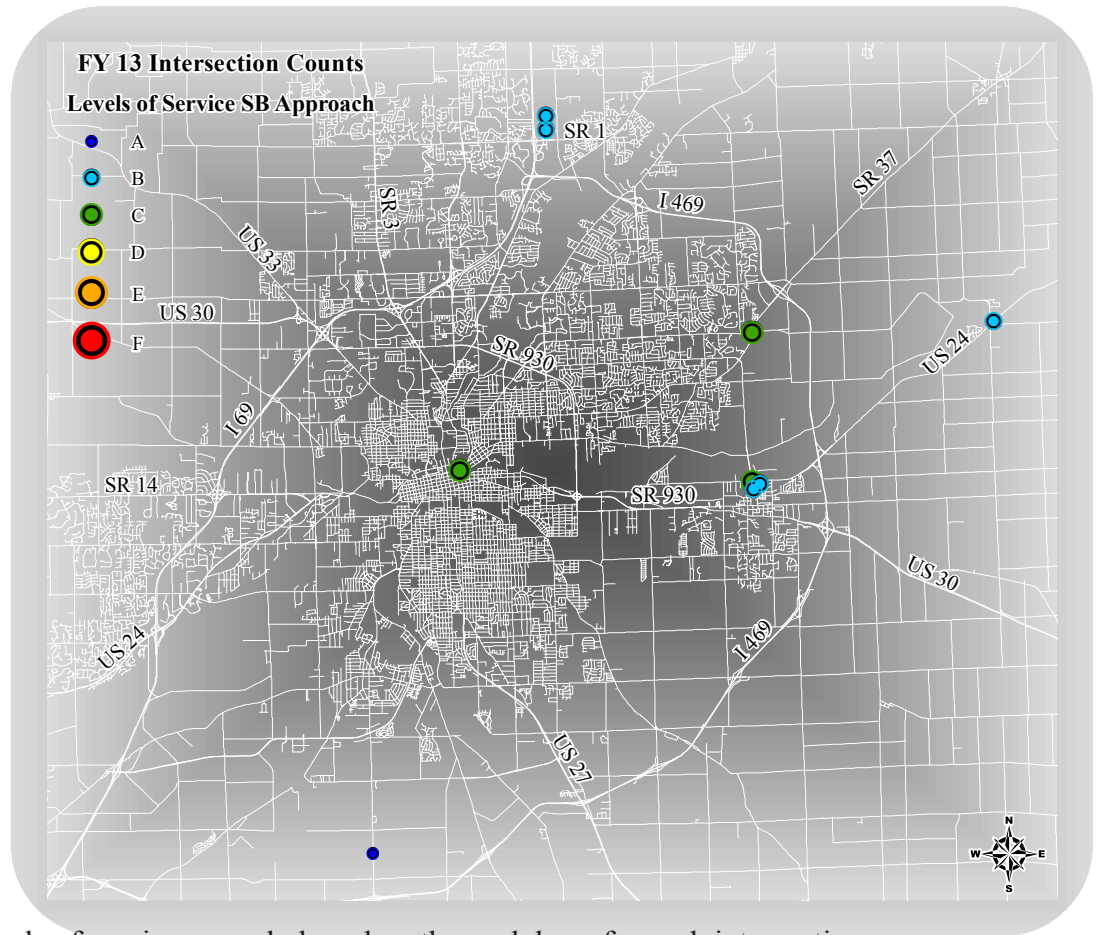 FY 13 Intersection Counts
Levels of Service SB Approach
A
B
C
D
E
F
SR 1
SR 3
I 469
SR 37
US 33
US 30
SR 930
US 24
I 69
SR 14
SR 930
US 30
US 24
I 469
US 27
N
W E
S